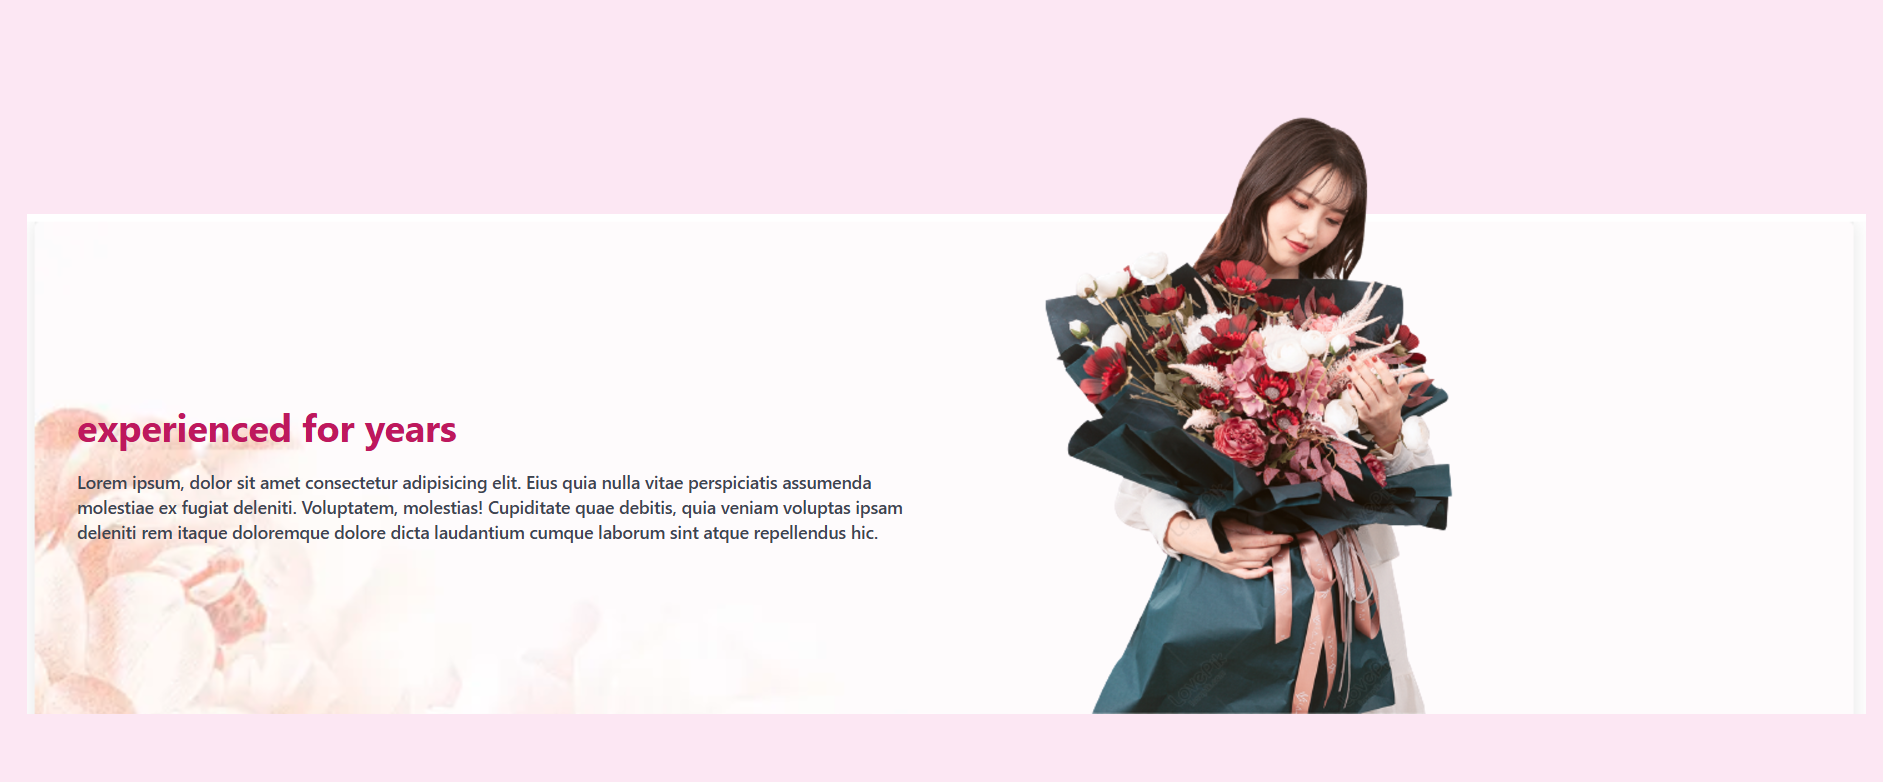 experienced for years
Lorem ipsum, dolor sit amet consectetur adipisicing elit. Eius quia nulla vitae perspiciatis assumenda
molestiae ex fugiat deleniti. Voluptatem, molestias! Cupiditate quae debitis, quia veniam voluptas ipsam
deleniti rem itaque doloremque dolore dicta laudantium cumque laborum sint atque repellendus hic.